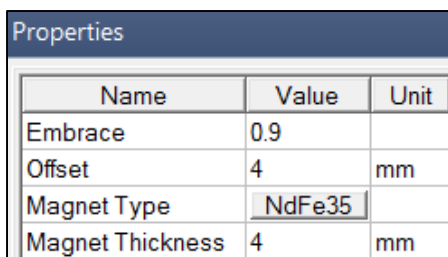 Properties
Name Value Unit
Embrace 0.9
Offset 4 mm
Magnet Type NdFe35
Magnet Thickness 4 mm